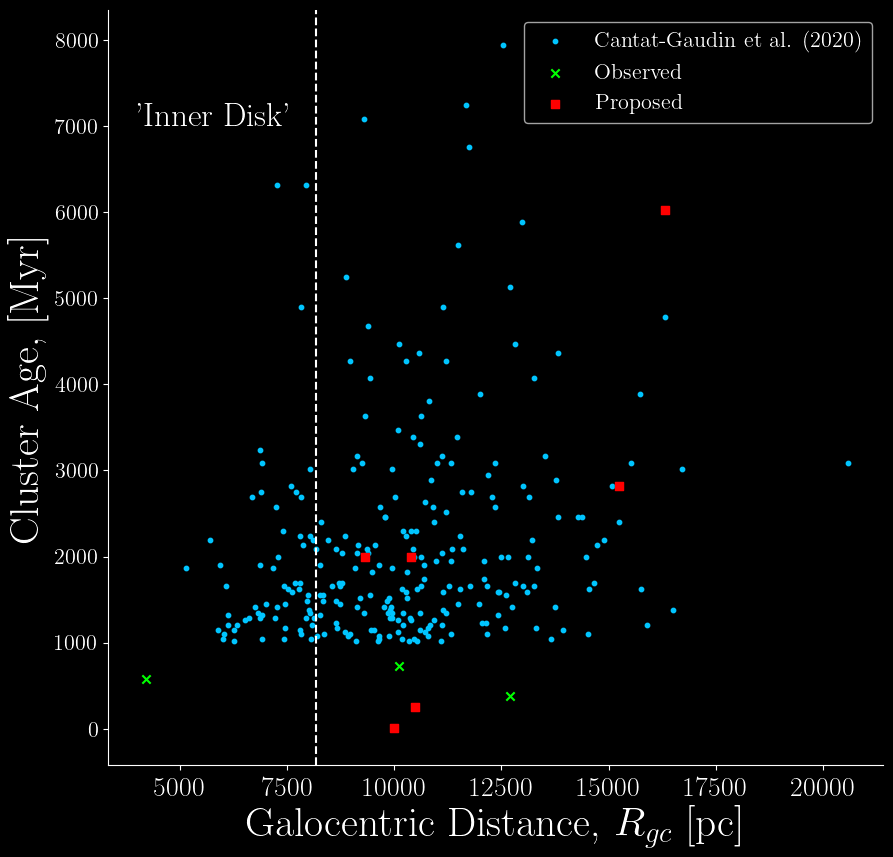 Cantat-Gaudin et al. (2020)
Observed
Proposed
'Inner Disk'
Cluster Age, [Myr]
8000
7000
6000
5000
4000
3000
2000
1000
0
5000 7500 10000 12500 15000 17500 20000
Galocentric Distance, R_gc [pc]